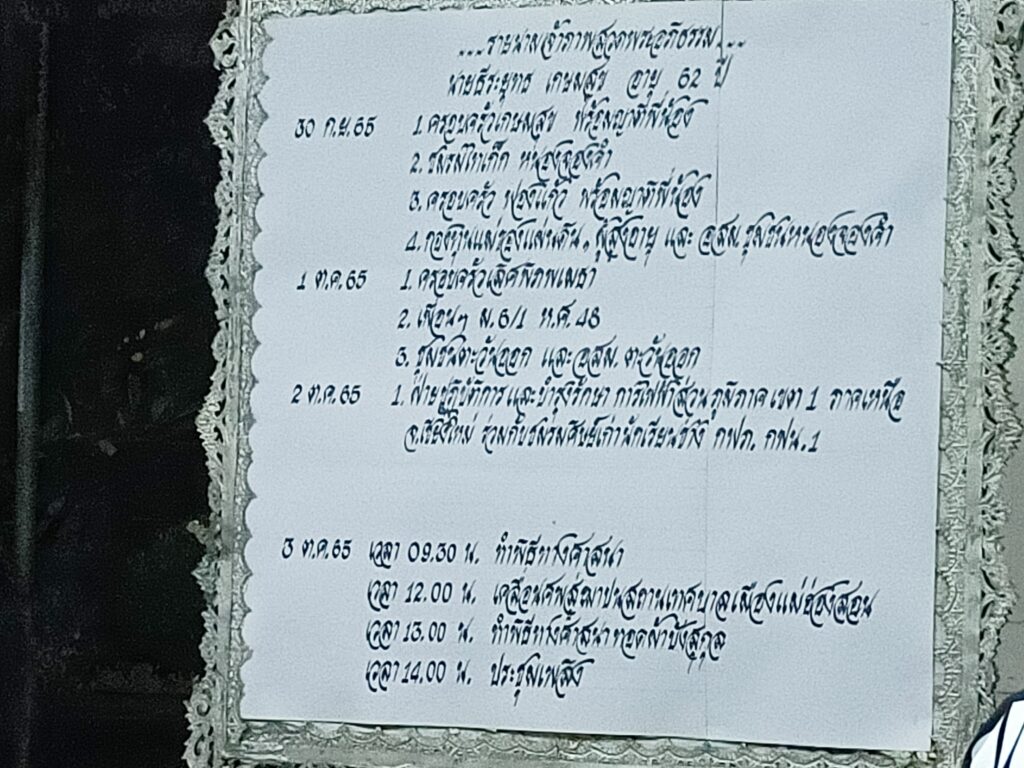 ...รายนามเจ้าภาพสวดพระอภิธรรม...
นายธีระยุทธ เกษมสุข อายุ 62 ปี
30 ก.ย.65 1.ครอบครัวเกษมสุข พร้อมญาติพี่น้อง
2.ชมรมไทเก็ก หนองจองคำ
3.ครอบครัว ฟองแก้ว พร้อมญาติพี่น้อง
4.กองทุนแม่ของแผ่นดิน, ผู้สูงอายุ และ อสม.ชุมชนหนองจองคำ
1 ต.ค.65 1.ครอบครัวเลิศพิภพเมธา
2. เพื่อนๆ ม.6/1 ห.ศ.48
3. ชุมชนตะวันออก และ อสม.ตะวันออก
2 ต.ค.65 1. ฝ่ายปฏิบัติการและบำรุงรักษา การไฟฟ้าส่วนภูมิภาค เขต 1 ภาคเหนือ
จ.เชียงใหม่ ร่วมกับชมรมศิษย์เก่านักเรียนช่าง กฟภ. กฟน.1
3 ต.ค.65 เวลา 09.30 น. ทำพิธีทางศาสนา
เวลา 12.00 น. เคลื่อนศพสู่ฌาปนสถานเทศบาลเมืองแม่ฮ่องสอน
เวลา 13.00 น. ทำพิธีทางศาสนา ทอดผ้าบังสุกุล
เวลา 14.00 น. ประชุมเพลิง